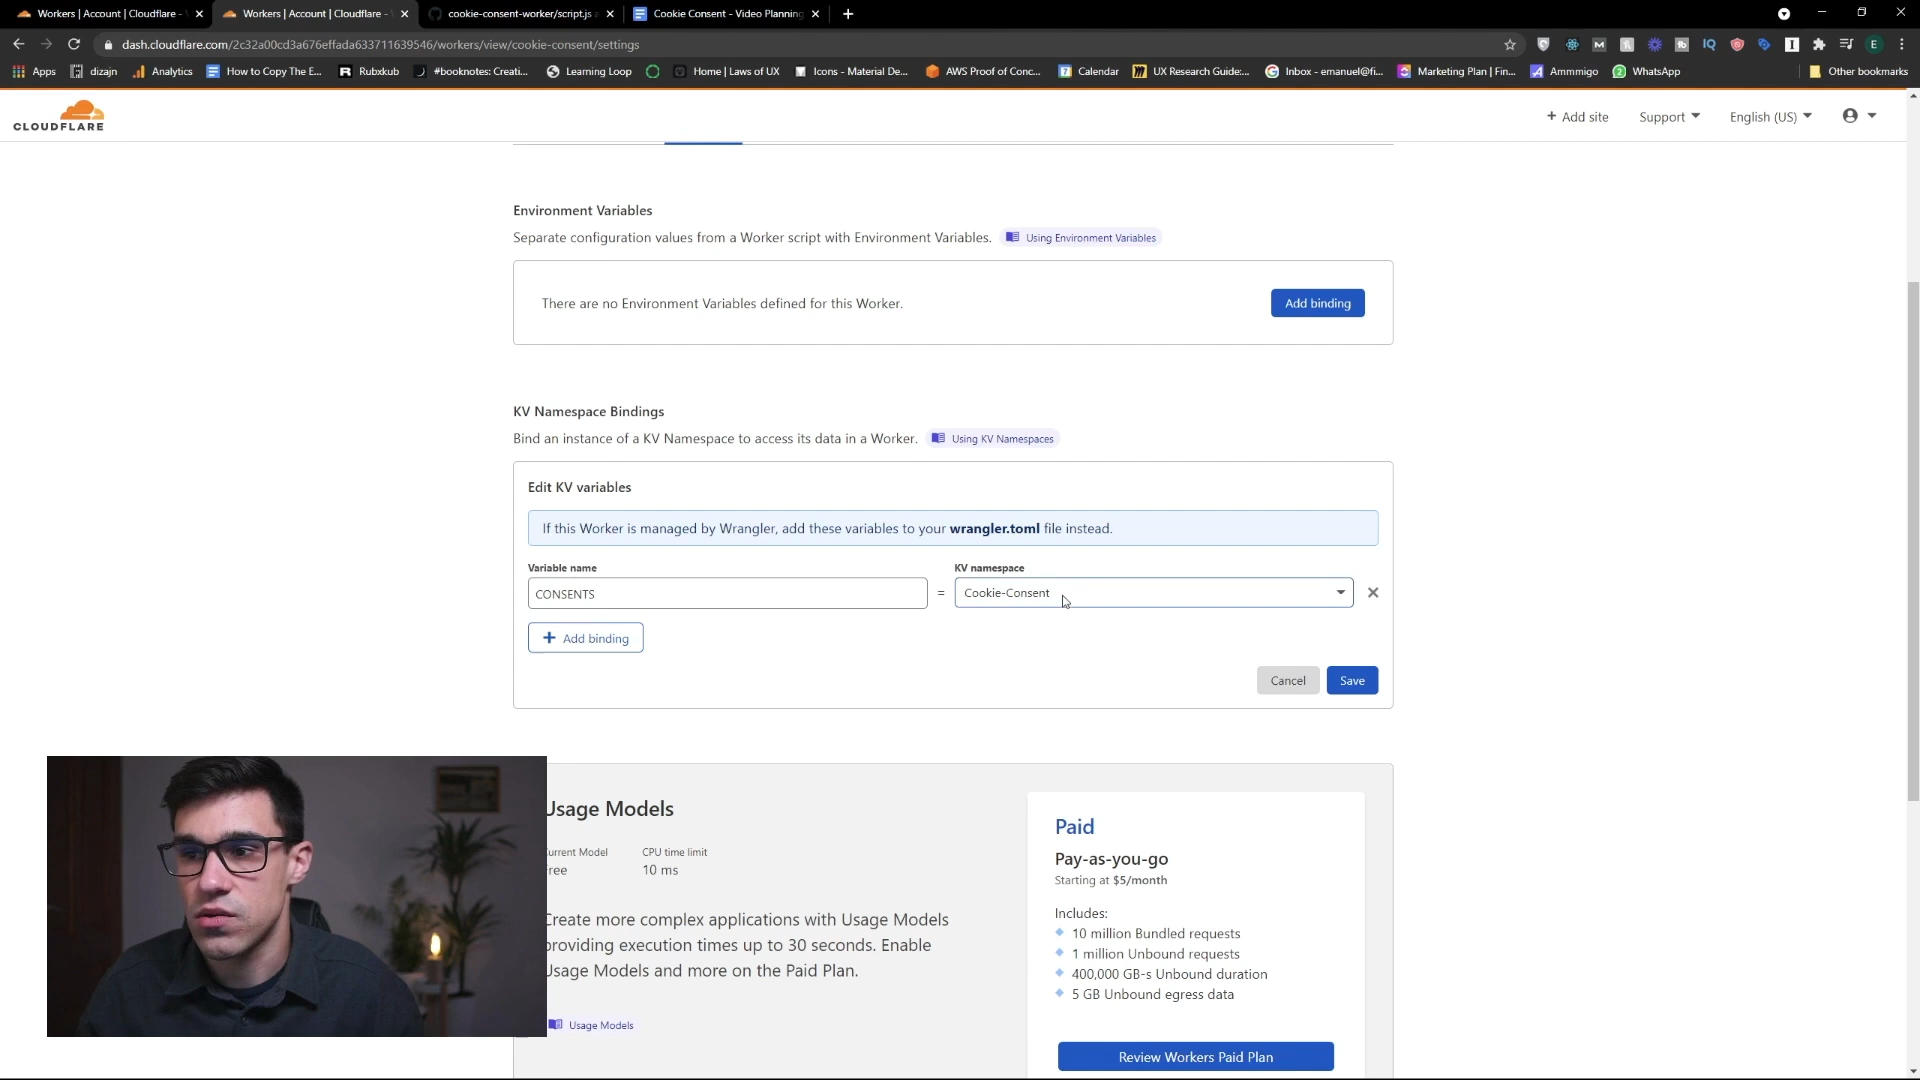 Workers | Account | Cloudflare -
Workers | Account | Cloudflare -
cookie-consent-worker/script.js
Cookie Consent - Video Planning
dash.cloudflare.com/2c32a00cd3a676effada633711639546/workers/view/cookie-consent/settings
Apps
dizajn
Analytics
How to Copy The E...
Rubxkub
#booknotes: Creati...
Learning Loop
Home | Laws of UX
Icons - Material De...
AWS Proof of Conc...
Calendar
UX Research Guide:...
Inbox - emanuel@fi...
Marketing Plan | Fin...
Ammmigo
WhatsApp
Other bookmarks
CLOUDFLARE
+ Add site
Support
English (US)
Environment Variables
Separate configuration values from a Worker script with Environment Variables.
Using Environment Variables
There are no Environment Variables defined for this Worker.
Add binding
KV Namespace Bindings
Bind an instance of a KV Namespace to access its data in a Worker.
Using KV Namespaces
Edit KV variables
If this Worker is managed by Wrangler, add these variables to your wrangler.toml file instead.
Variable name
KV namespace
CONSENTS
=
Cookie-Consent
+ Add binding
Cancel
Save
Usage Models
Current Model
CPU time limit
Free
10 ms
Create more complex applications with Usage Models
providing execution times up to 30 seconds. Enable
Usage Models and more on the Paid Plan.
Usage Models
Paid
Pay-as-you-go
Starting at $5/month
Includes:
10 million Bundled requests
1 million Unbound requests
400,000 GB-s Unbound duration
5 GB Unbound egress data
Review Workers Paid Plan